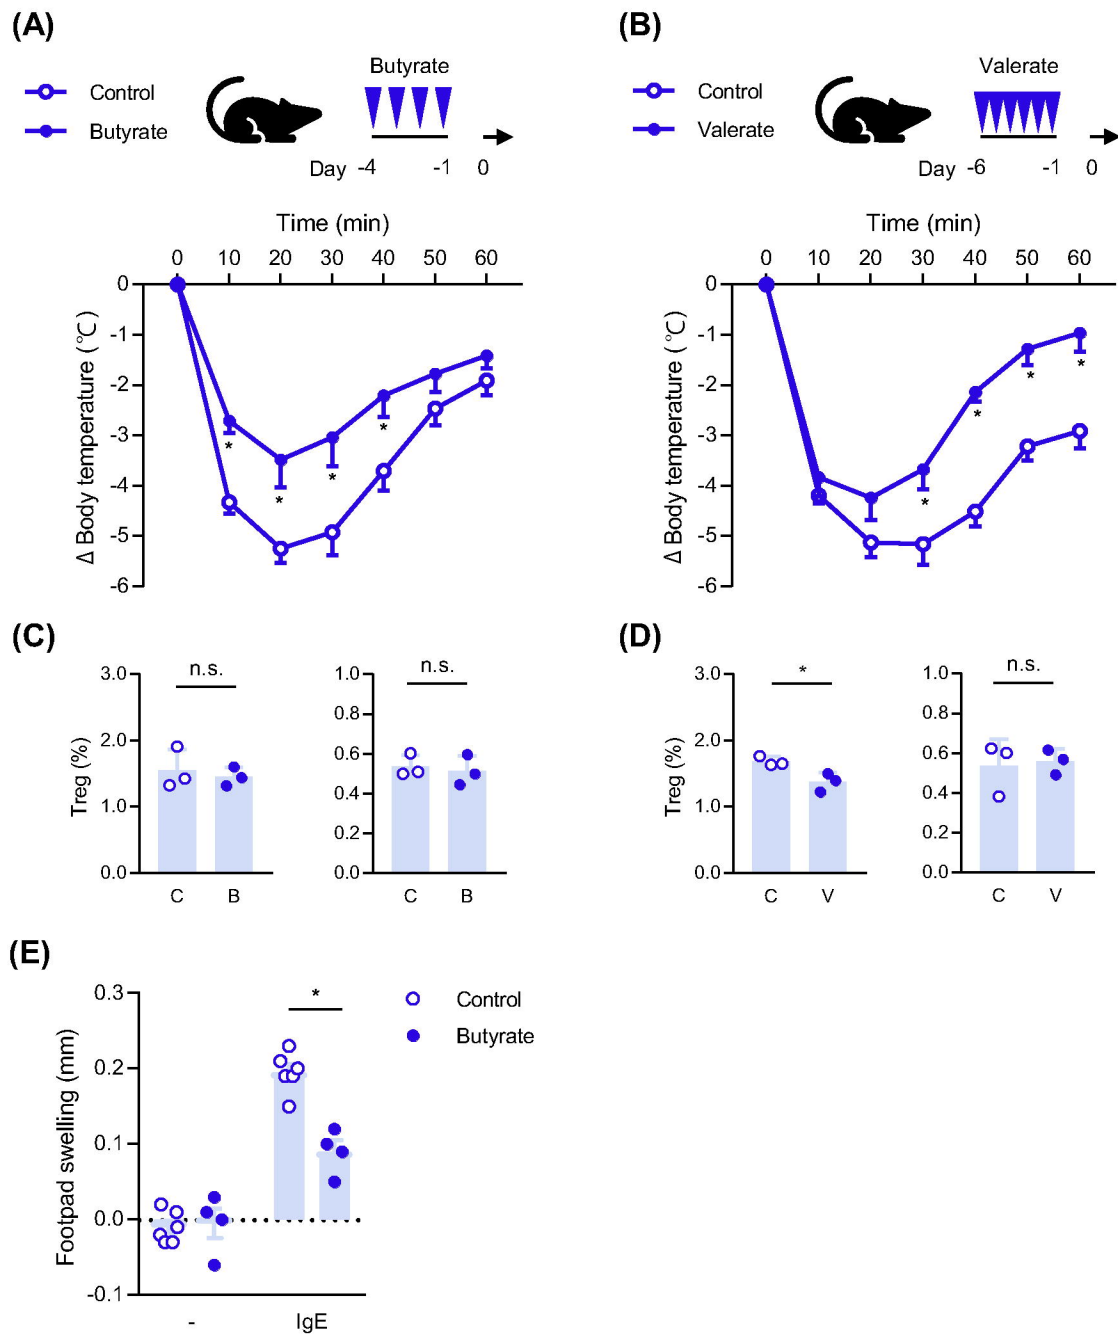 (A)
Control
Butyrate
Butyrate
Day -4 -1 0
Time (min)
0 10 20 30 40 50 60
0
-1
-2
-3
-4
-5
-6
Δ Body temperature (℃)
*
*
*
*
(B)
Control
Valerate
Valerate
Day -6 -1 0
Time (min)
0 10 20 30 40 50 60
0
-1
-2
-3
-4
-5
-6
Δ Body temperature (℃)
*
*
*
*
(C)
Treg (%)
3.0
2.0
1.0
0.0
n.s.
C B
1.0
0.8
0.6
0.4
0.2
0.0
n.s.
C B
(D)
Treg (%)
3.0
2.0
1.0
0.0
*
C V
1.0
0.8
0.6
0.4
0.2
0.0
n.s.
C V
(E)
Footpad swelling (mm)
0.3
0.2
0.1
0.0
-0.1
*
- IgE
Control
Butyrate